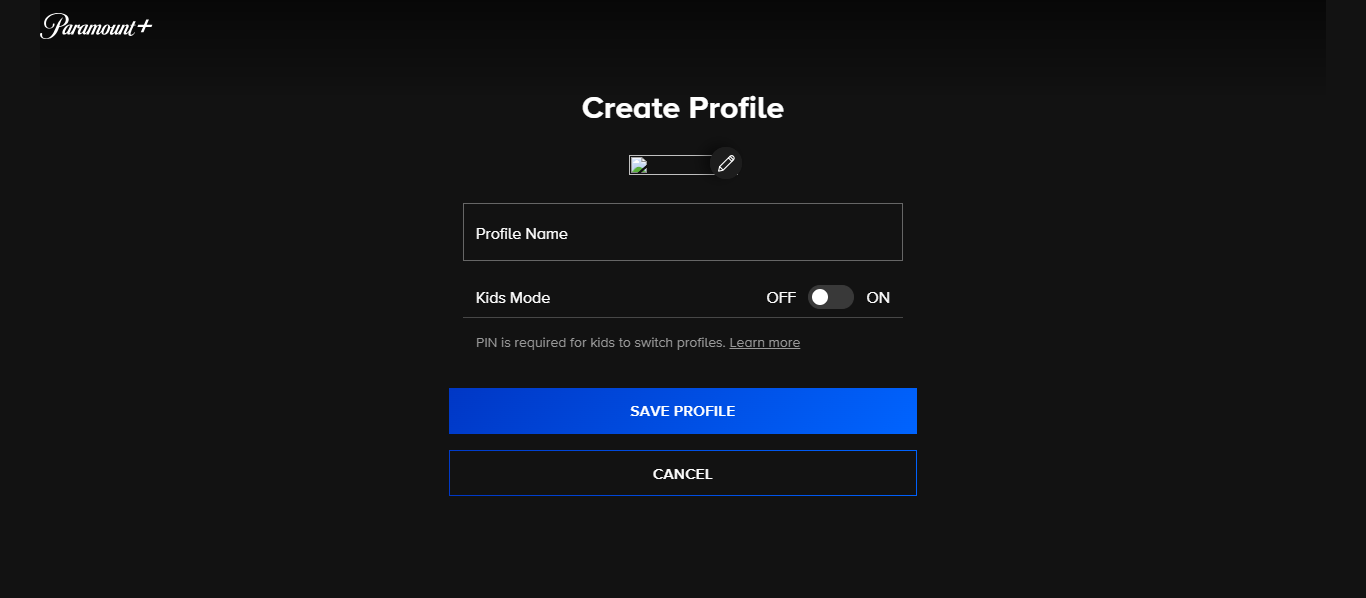 Paramount+
Create Profile
Profile Name
Kids Mode OFF ON
PIN is required for kids to switch profiles. Learn more
SAVE PROFILE
CANCEL